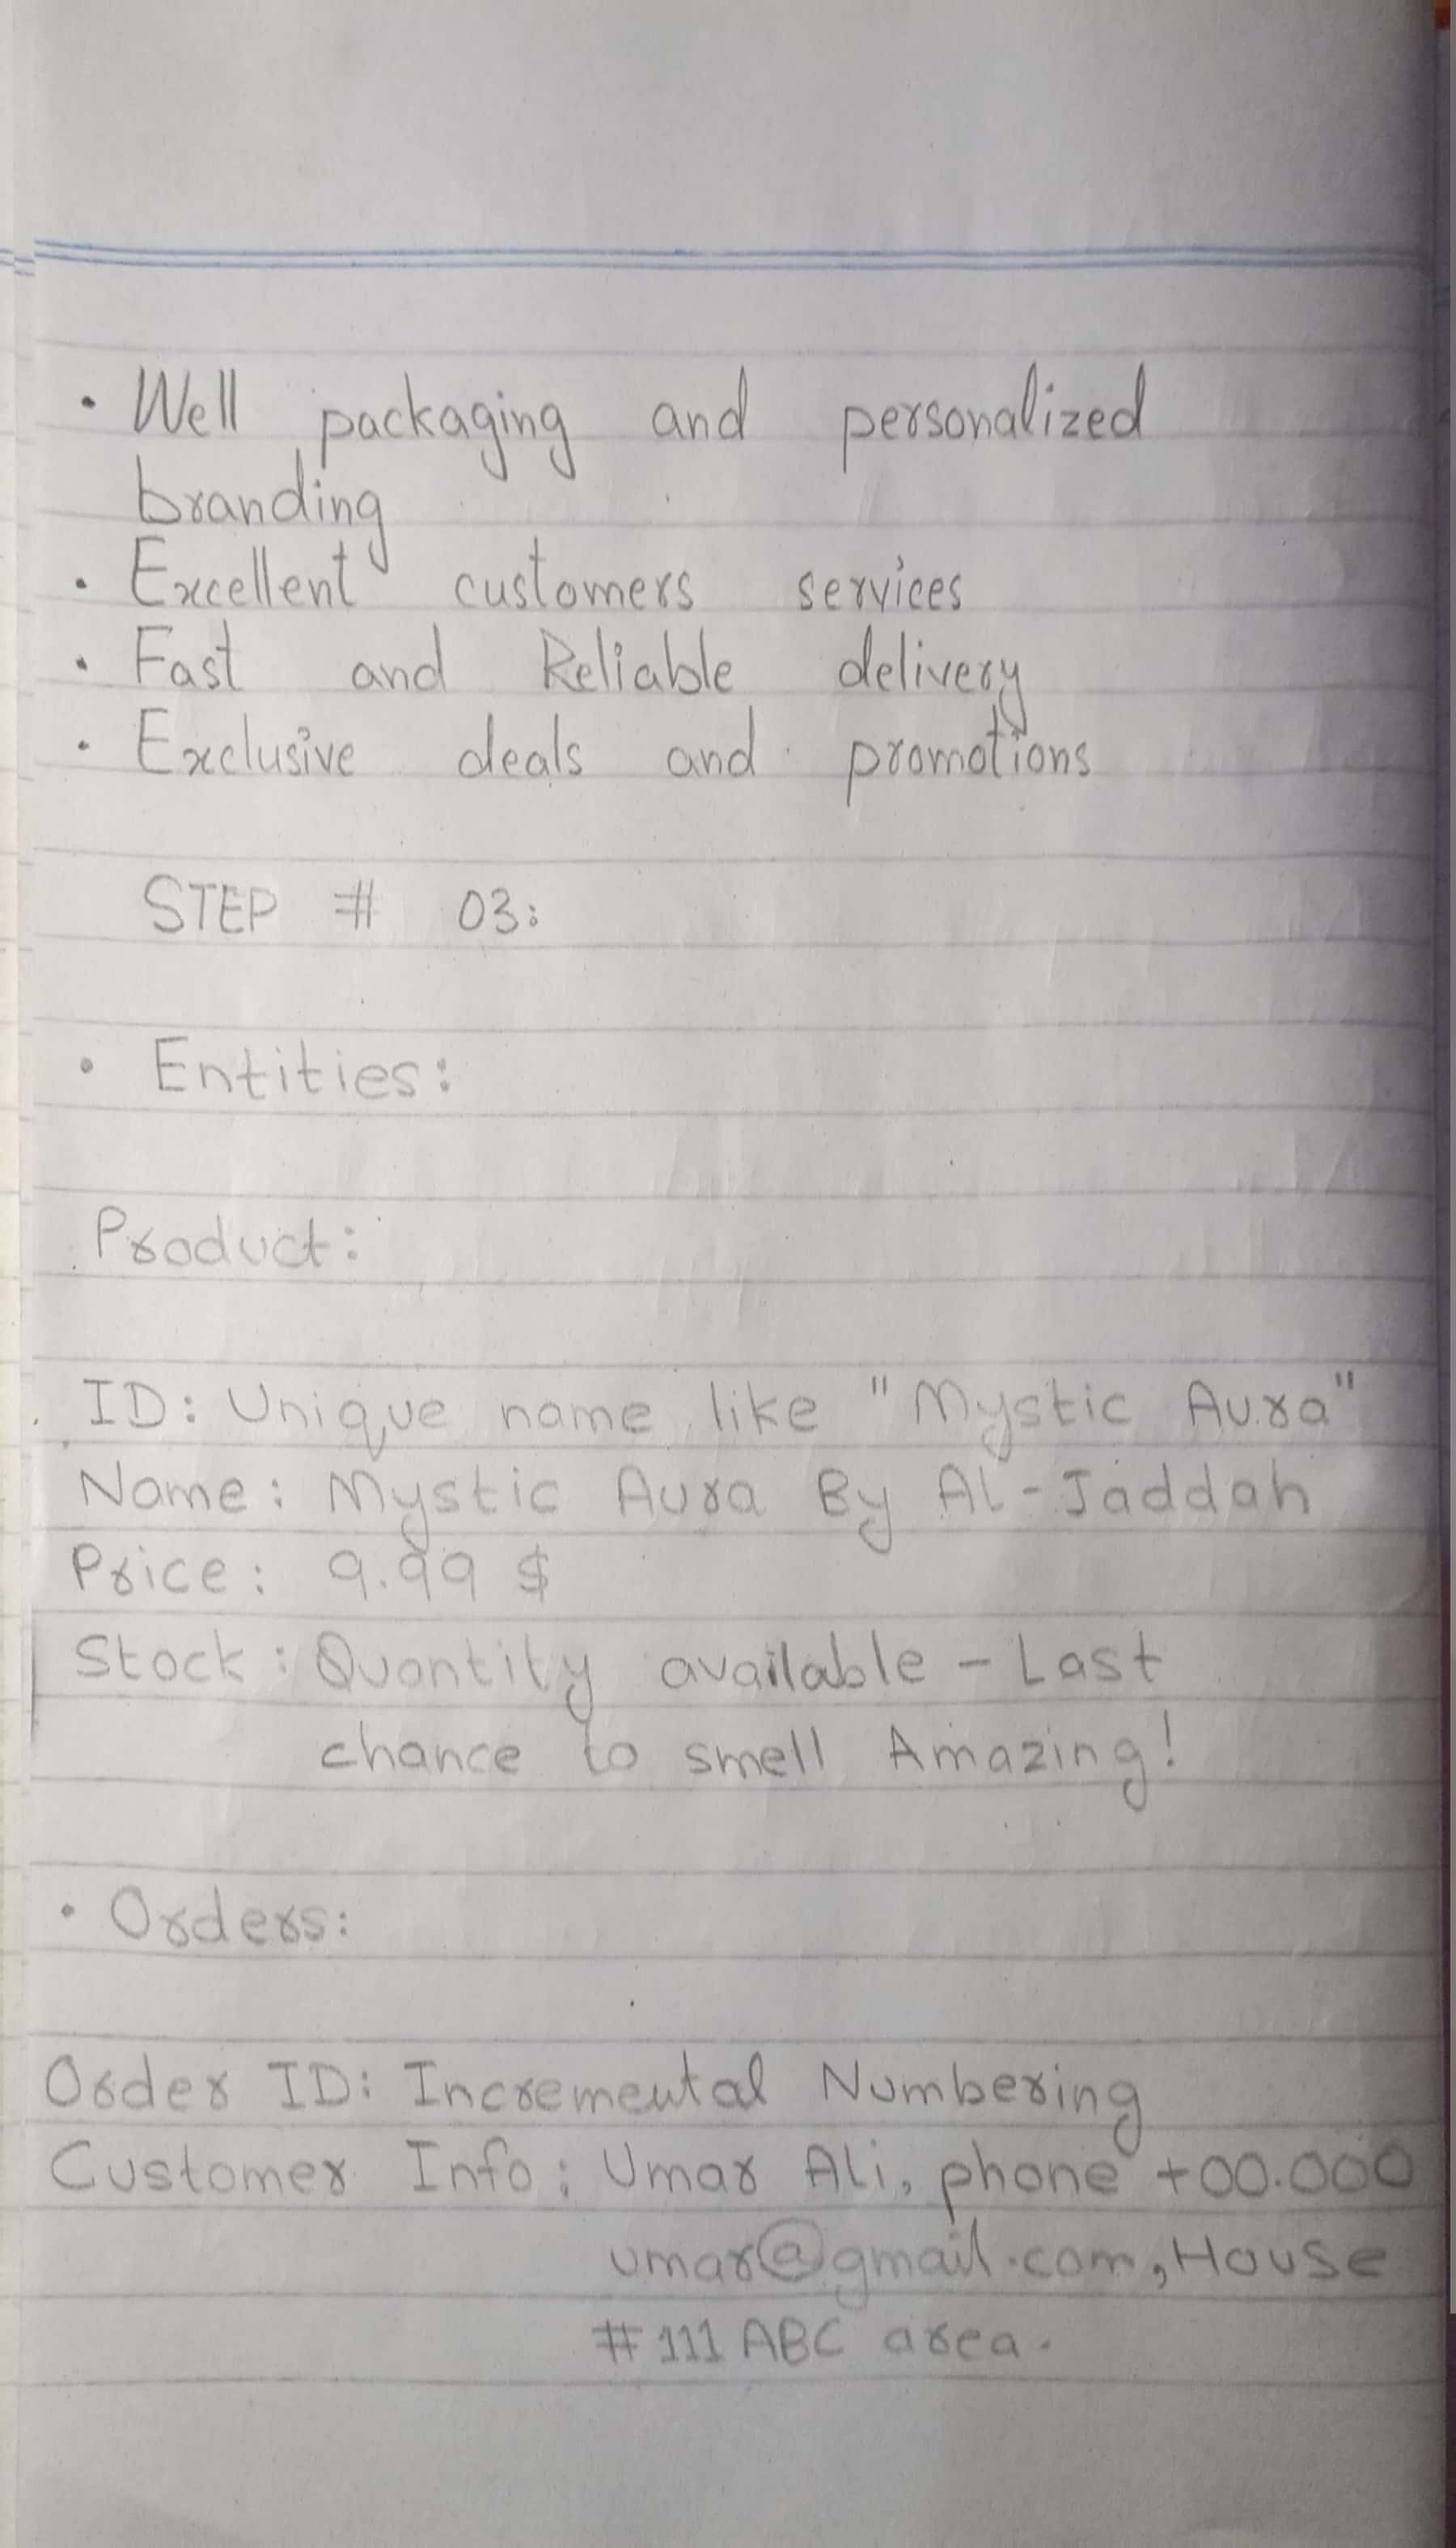 • Well packaging and personalized
branding
• Excellent customers services
• Fast and Reliable delivery
• Exclusive deals and promotions
STEP # 03:
• Entities:
Product:
ID: Unique name like "Mystic Aura"
Name: Mystic Aura By Al-Jaddah
Price: 9.99 $
Stock: Quantity available - Last
chance to smell Amazing!
• Orders:
Order ID: Incremental Numbering
Customer Info: Umar Ali, phone +00.000
umar@gmail.com, House
#111 ABC area.